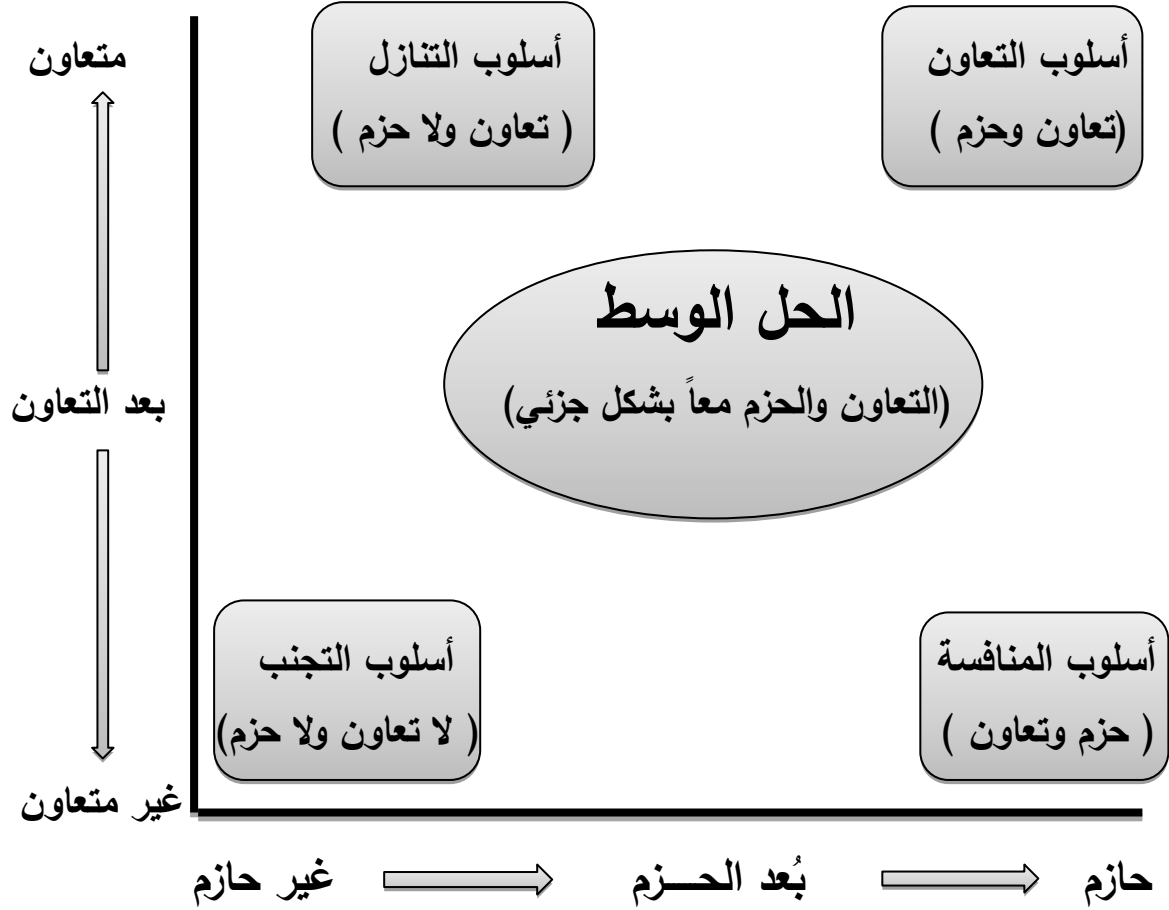 متعاون
أسلوب التعاون
(تعاون وحزم )
أسلوب التنازل
( تعاون ولا حزم )
الحل الوسط
(التعاون والحزم معاً بشكل جزئي)
بعد التعاون
أسلوب المنافسة
( حزم وتعاون )
أسلوب التجنب
( لا تعاون ولا حزم)
غير متعاون
حازم
بُعد الحـــزم
غير حازم